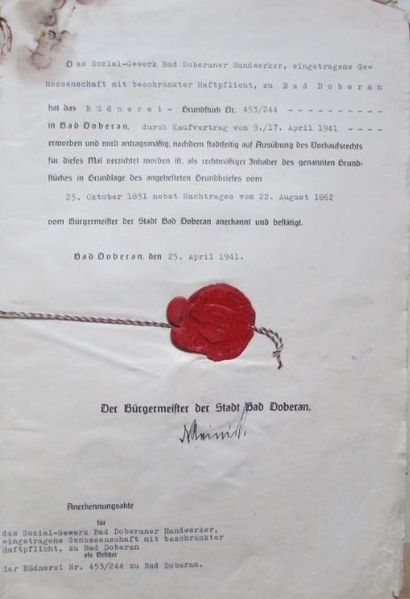 Das Sozial-Gewerk Bad Doberaner Handwerker, eingetragene Ge-
nossenschaft mit beschränkter Haftpflicht, zu Bad Doberan
hat das Büdnerei - Grundstück Nr. 453/244 - - - - - - - - - -
in Bad Doberan, durch Kaufvertrag vom 9./17. April 1941 - - - -
erworben und wird antragsmäßig, nachdem stadtseitig auf Ausübung des Vorkaufsrechts
für dieses Mal verzichtet worden ist, als rechtmäßiger Inhaber des genannten Grund-
stückes in Grundlage des angehefteten Grundbriefes vom
25. Oktober 1851 nebst Nachtrages vom 22. August 1862
vom Bürgermeister der Stadt Bad Doberan anerkannt und bestätigt.
Bad Doberan, den 25. April 1941.
Der Bürgermeister der Stadt Bad Doberan.
Anerkennungsakte
für
das Sozial-Gewerk Bad Doberaner Handwerker,
eingetragene Genossenschaft mit beschränkter
Haftpflicht, zu Bad Doberan
als Besitzer
der Büdnerei Nr. 453/244 zu Bad Doberan.